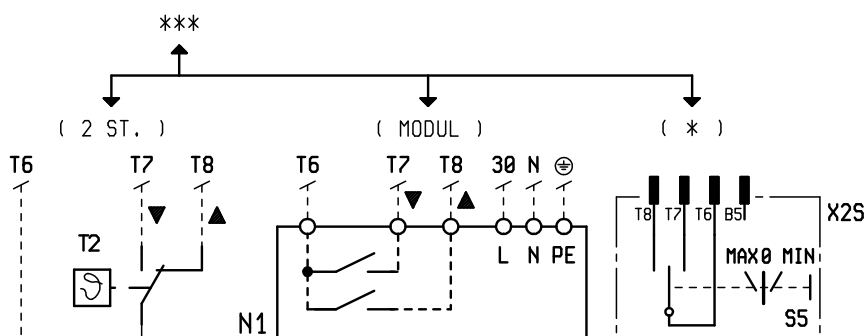 ***
( 2 ST. ) ( MODUL ) ( * )
T6 T7 T8 T6 T7 T8 30 N
T8 T7 T6 B5 X2S
T2
L N PE MAX 0 MIN
N1 S5